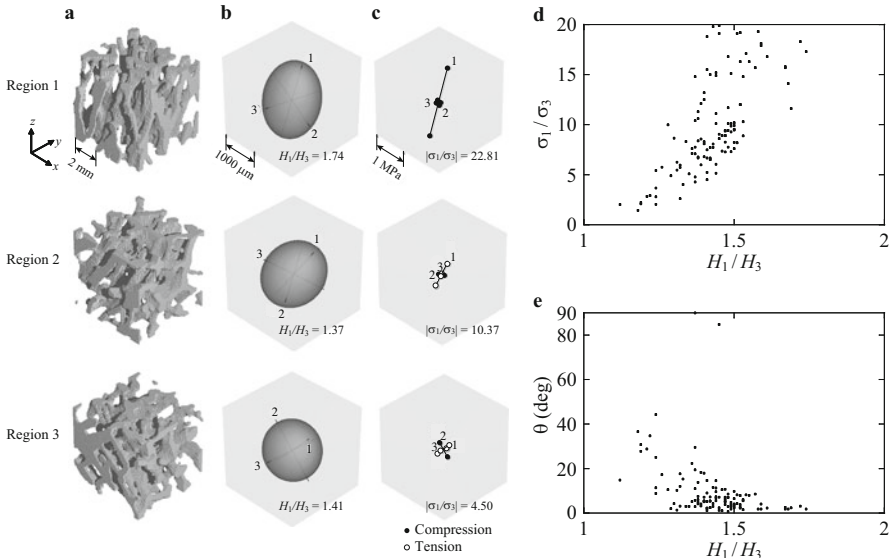 a
b
c
Region 1
z
y
x
2 mm
1
3
2
1000 μm
H₁/H₃ = 1.74
1
3
2
1 MPa
|σ₁/σ₃| = 22.81
Region 2
3
1
2
H₁/H₃ = 1.37
1
3
2
|σ₁/σ₃| = 10.37
Region 3
2
1
3
H₁/H₃ = 1.41
2
1
3
|σ₁/σ₃| = 4.50
● Compression
○ Tension
d
σ₁ / σ₃
20
15
10
5
0
1
1.5
2
H₁ / H₃
e
θ (deg)
90
80
60
40
20
0
1
1.5
2
H₁ / H₃